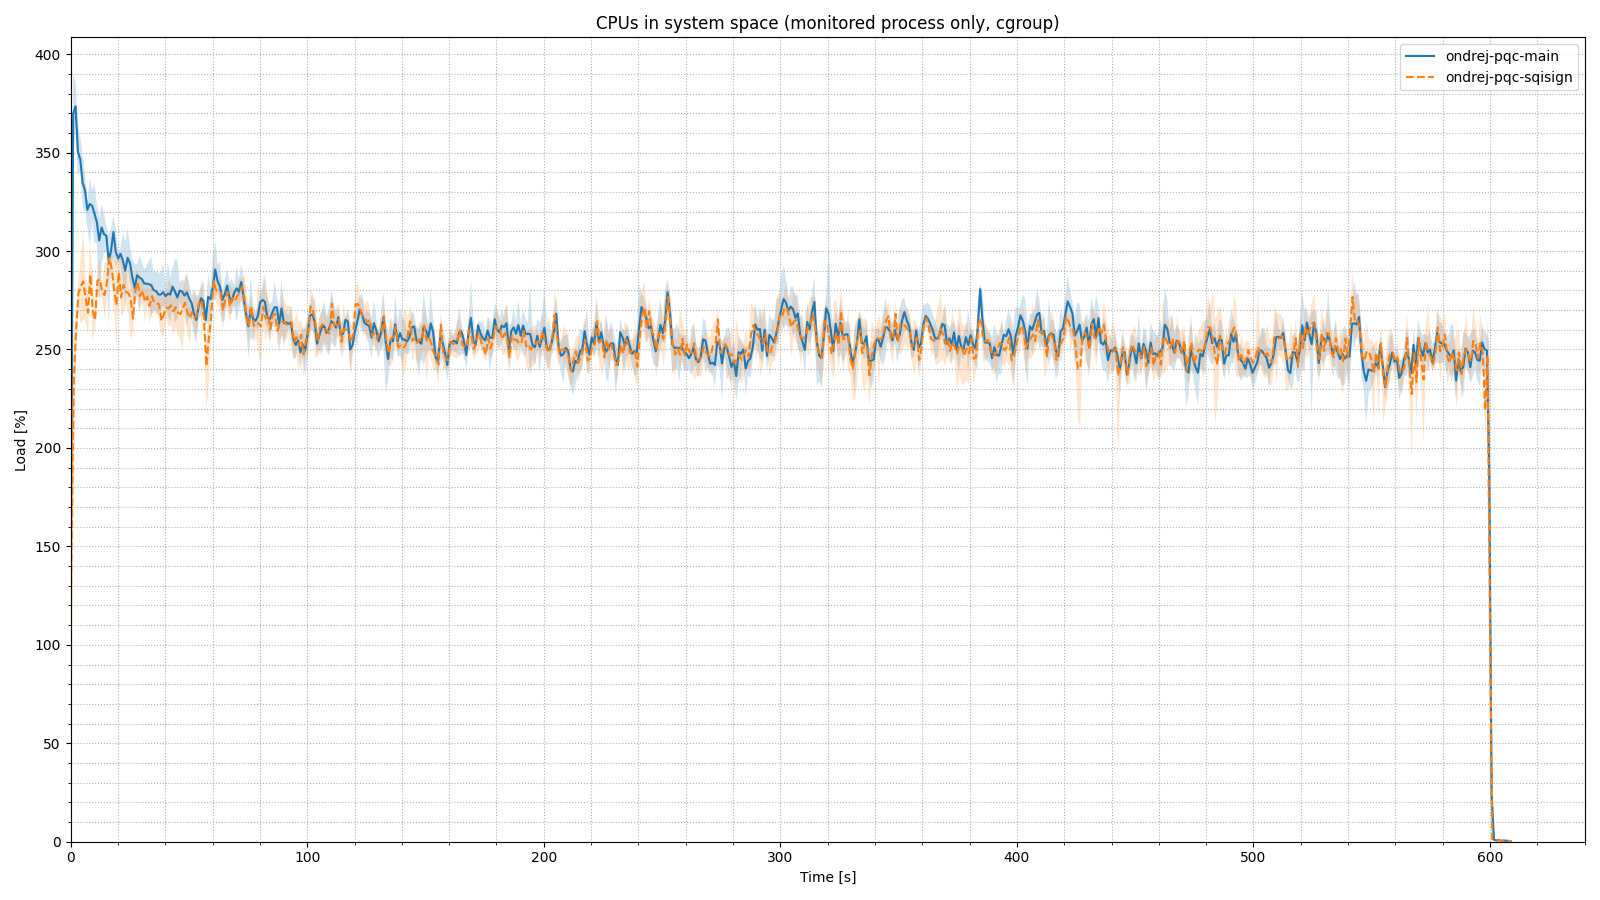 CPUs in system space (monitored process only, cgroup)
ondrej-pqc-main
ondrej-pqc-sqisign
Load [%]
400
350
300
250
200
150
100
50
0
0 100 200 300 400 500 600
Time [s]